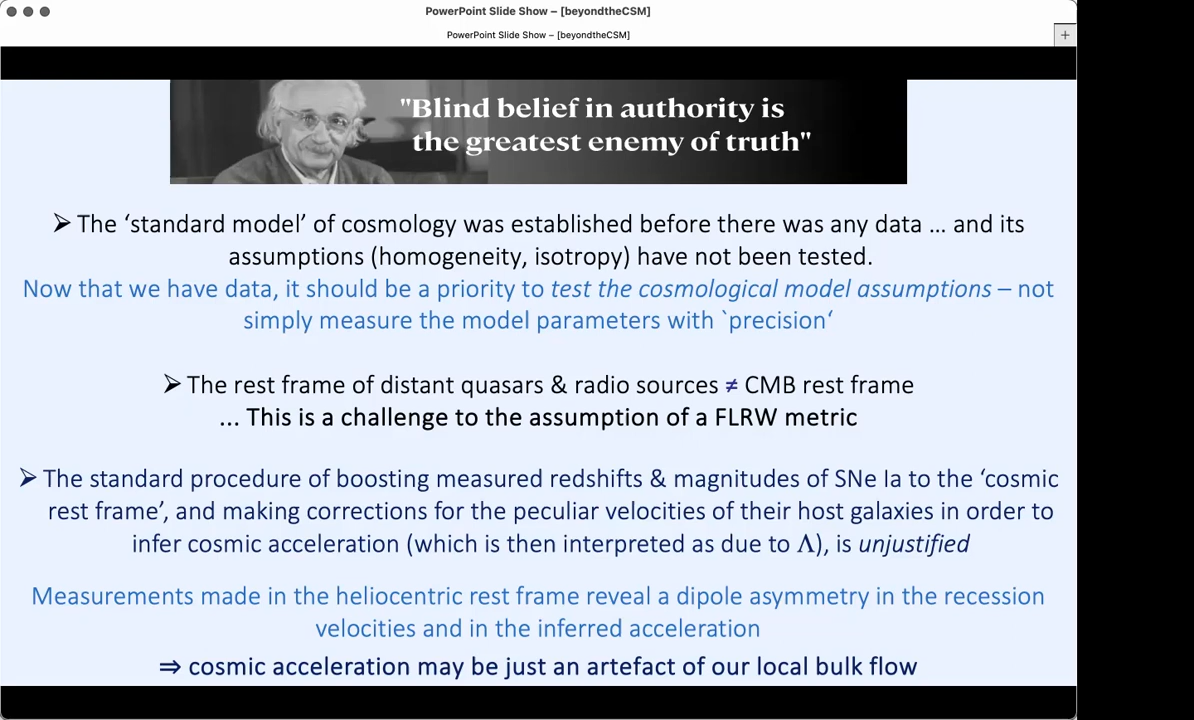 PowerPoint Slide Show – [beyondtheCSM]
PowerPoint Slide Show – [beyondtheCSM]
+
"Blind belief in authority is
the greatest enemy of truth"
➢ The ‘standard model’ of cosmology was established before there was any data … and its
assumptions (homogeneity, isotropy) have not been tested.
Now that we have data, it should be a priority to test the cosmological model assumptions – not
simply measure the model parameters with `precision‘
➢ The rest frame of distant quasars & radio sources ≠ CMB rest frame
... This is a challenge to the assumption of a FLRW metric
➢ The standard procedure of boosting measured redshifts & magnitudes of SNe Ia to the ‘cosmic
rest frame’, and making corrections for the peculiar velocities of their host galaxies in order to
infer cosmic acceleration (which is then interpreted as due to Λ), is unjustified
Measurements made in the heliocentric rest frame reveal a dipole asymmetry in the recession
velocities and in the inferred acceleration
⇒ cosmic acceleration may be just an artefact of our local bulk flow